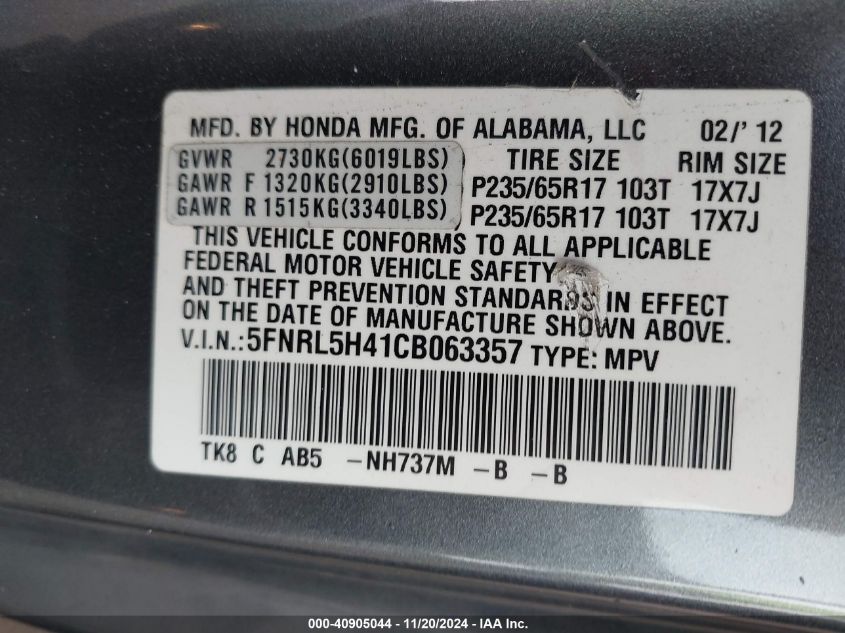 MFD. BY HONDA MFG. OF ALABAMA, LLC 02/' 12
GVWR 2730KG(6019LBS) TIRE SIZE RIM SIZE
GAWR F 1320KG(2910LBS) P235/65R17 103T 17X7J
GAWR R 1515KG(3340LBS) P235/65R17 103T 17X7J
THIS VEHICLE CONFORMS TO ALL APPLICABLE
FEDERAL MOTOR VEHICLE SAFETY
AND THEFT PREVENTION STANDARDS IN EFFECT
ON THE DATE OF MANUFACTURE SHOWN ABOVE.
V.I.N.:5FNRL5H41CB063357 TYPE: MPV
TK8 C AB5 -NH737M -B -B
000-40905044 - 11/20/2024 - IAA Inc.